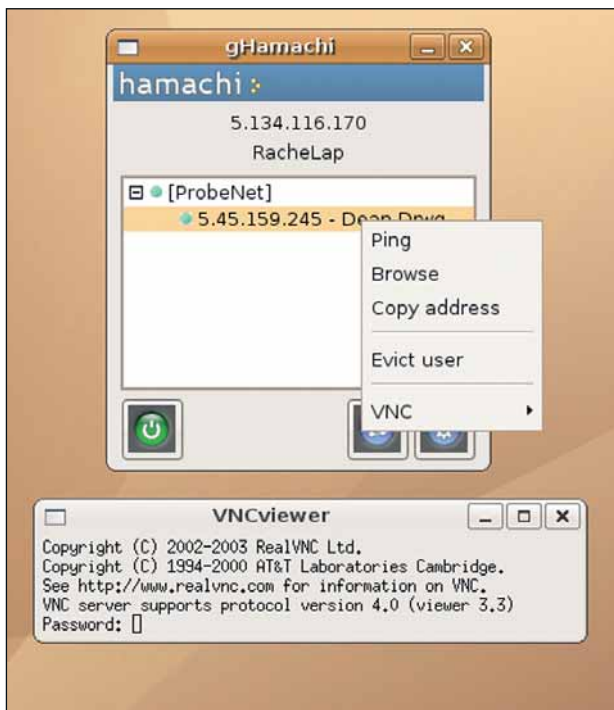 gHamachi
hamachi
5.134.116.170
RacheLap
[ProbeNet]
5.45.159.245 -
Ping
Browse
Copy address
Evict user
VNC
VNCviewer
Copyright (C) 2002-2003 RealVNC Ltd.
Copyright (C) 1994-2000 AT&T Laboratories Cambridge.
See http://www.realvnc.com for information on VNC.
VNC server supports protocol version 4.0 (viewer 3.3)
Password: